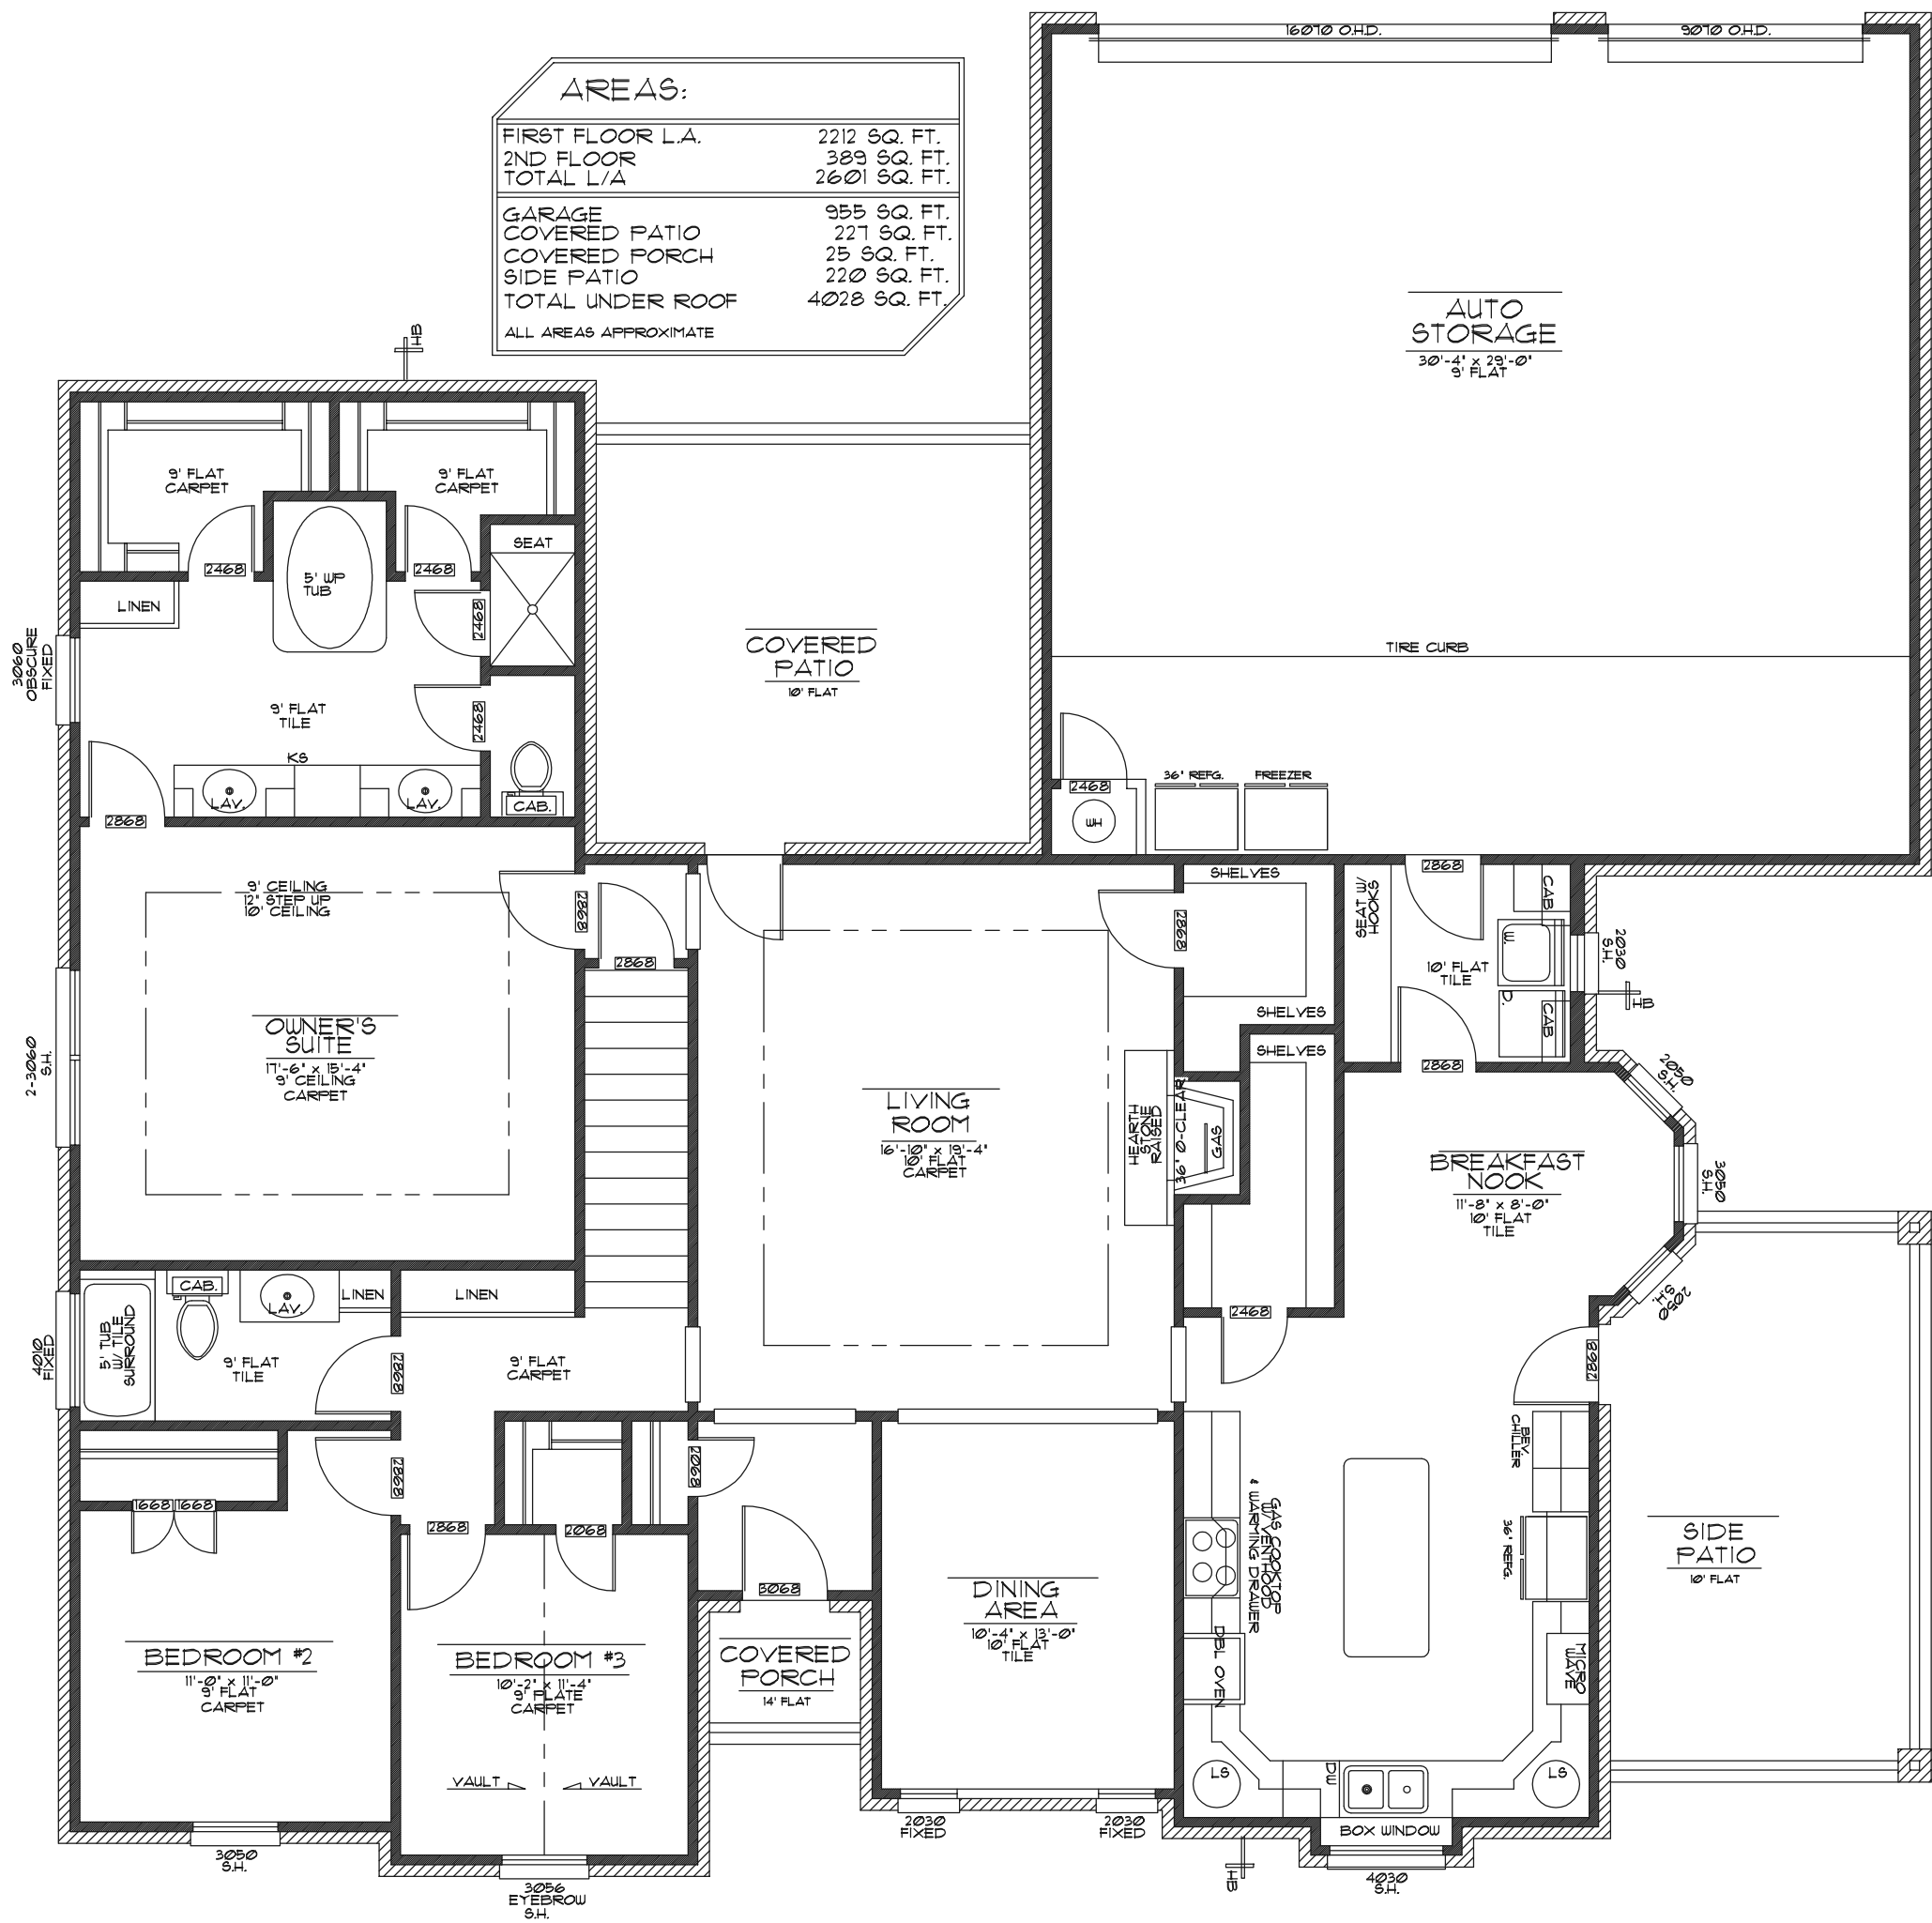 16070 O.H.D.
9070 O.H.D.
AREAS:
FIRST FLOOR L.A. 2212 SQ. FT.
2ND FLOOR 389 SQ. FT.
TOTAL L/A 2601 SQ. FT.
GARAGE 955 SQ. FT.
COVERED PATIO 227 SQ. FT.
COVERED PORCH 25 SQ. FT.
SIDE PATIO 220 SQ. FT.
TOTAL UNDER ROOF 4028 SQ. FT.
ALL AREAS APPROXIMATE
AUTO
STORAGE
30'-4" x 29'-0"
9' FLAT
TIRE CURB
HB
9' FLAT
CARPET
9' FLAT
CARPET
2468
2468
5' WP
TUB
SEAT
LINEN
2468
3060
OBSCURE
FIXED
9' FLAT
TILE
2468
KS
LAV.
LAV.
CAB.
2868
COVERED
PATIO
10' FLAT
2468
WH
36" REFG.
FREEZER
9' CEILING
12" STEP UP
10' CEILING
2868
2868
OWNER'S
SUITE
17'-6" x 15'-4"
9' CEILING
CARPET
2-3060
S.H.
LIVING
ROOM
16'-10" x 19'-4"
10' FLAT
CARPET
2868
SHELVES
SHELVES
SHELVES
SEAT W/
HOOKS
2868
CAB
W.
10' FLAT
TILE
D.
CAB
2868
2030
S.H.
HB
HEARTH
STONE
RAISED
36" 0-CLEAR
GAS
2050
S.H.
3050
S.H.
2050
S.H.
BREAKFAST
NOOK
11'-8" x 8'-0"
10' FLAT
TILE
2468
2868
4010
FIXED
5' TUB
W/ TILE
SURROUND
CAB.
LAV.
LINEN
LINEN
9' FLAT
TILE
2868
9' FLAT
CARPET
2868
1668
1668
2868
2068
2068
3068
BEV.
CHILLER
GAS COOKTOP
W/ VENTHOOD
& WARMING DRAWER
36" REFG.
DBL OVEN
MICRO
WAVE
SIDE
PATIO
10' FLAT
DINING
AREA
10'-4" x 13'-0"
10' FLAT
TILE
BEDROOM #2
11'-0" x 11'-0"
9' FLAT
CARPET
BEDROOM #3
10'-2" x 11'-4"
9' PLATE
CARPET
VAULT
VAULT
COVERED
PORCH
14' FLAT
LS
DW
LS
BOX WINDOW
2030
FIXED
2030
FIXED
3050
S.H.
3056
EYEBROW
S.H.
HB
4030
S.H.